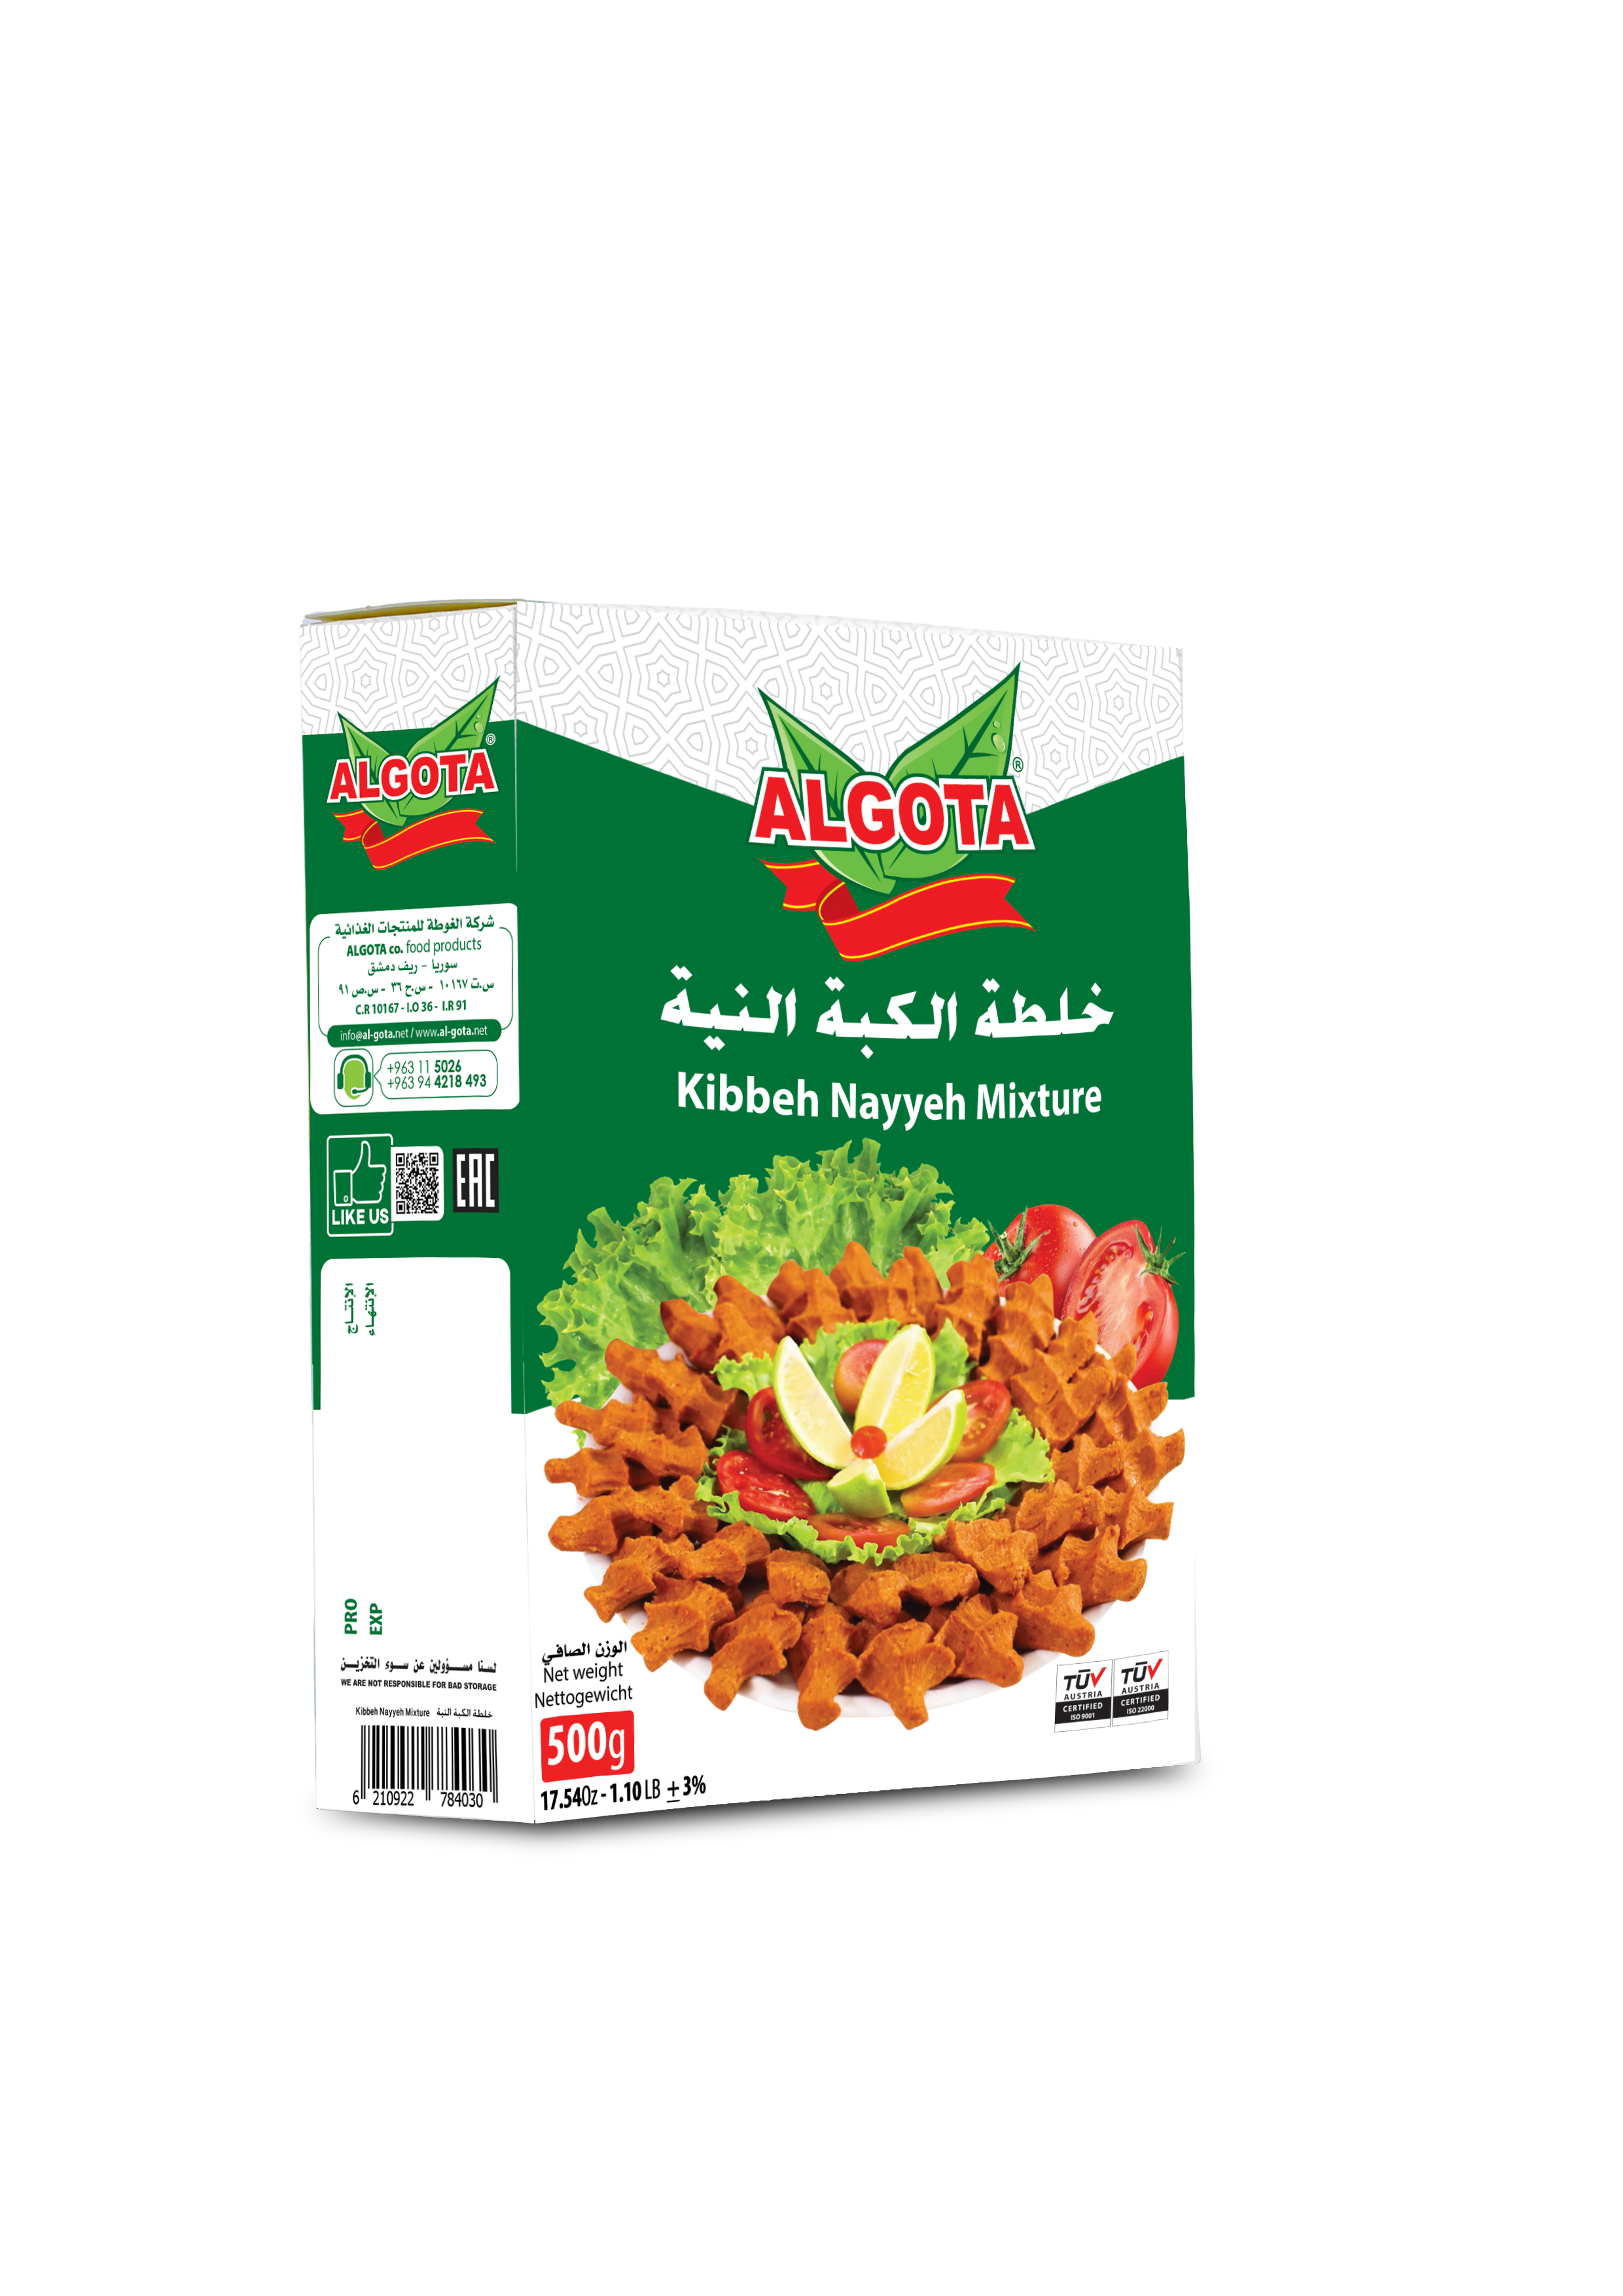 ALGOTA
®
شركة الغوطة للمنتجات الغذائية
ALGOTA co. food products
سوريا - ريف دمشق
س.ت ١٠١٦٧ - س.ح ٣٦ - س.ص ٩١
C.R 10167 - I.O 36 - I.R 91
info@al-gota.net / www.al-gota.net
+963 11 5026
+963 94 4218 493
LIKE US
EAC
الإنتاج
الإنتهاء
PRO
EXP
لسنا مسؤولين عن سوء التخزين
WE ARE NOT RESPONSIBLE FOR BAD STORAGE
Kibbeh Nayyeh Mixture خلطة الكبة النية
6 210922 784030
ALGOTA
®
خلطة الكبة النية
Kibbeh Nayyeh Mixture
الوزن الصافي
Net weight
Nettogewicht
500g
17.54Oz - 1.10 LB ± 3%
TÜV
AUSTRIA
CERTIFIED
ISO 9001
TÜV
AUSTRIA
CERTIFIED
ISO 22000